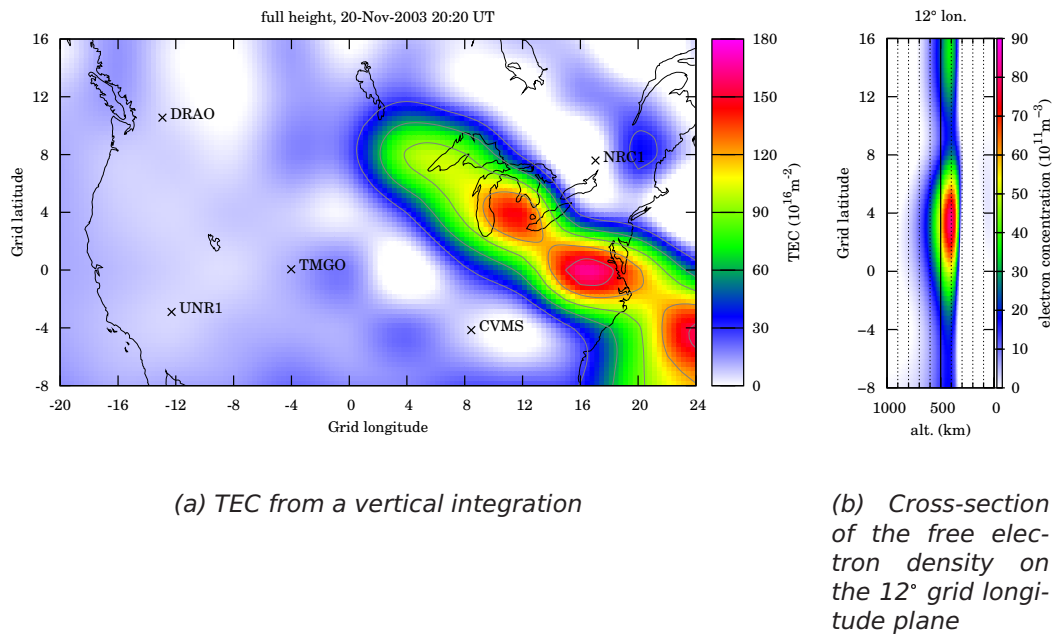 full height, 20-Nov-2003 20:20 UT
16
12
8
4
0
-4
-8
Grid latitude
-20 -16 -12 -8 -4 0 4 8 12 16 20 24
Grid longitude
DRAO
NRC1
TMGO
UNR1
CVMS
180
150
120
90
60
30
0
TEC (10^16 m^-2)
12° lon.
16
12
8
4
0
−4
−8
Grid latitude
1000 500 0
alt. (km)
90
80
70
60
50
40
30
20
10
0
electron concentration (10^11 m^-3)
(a) TEC from a vertical integration
(b) Cross-section
of the free elec-
tron density on
the 12° grid longi-
tude plane